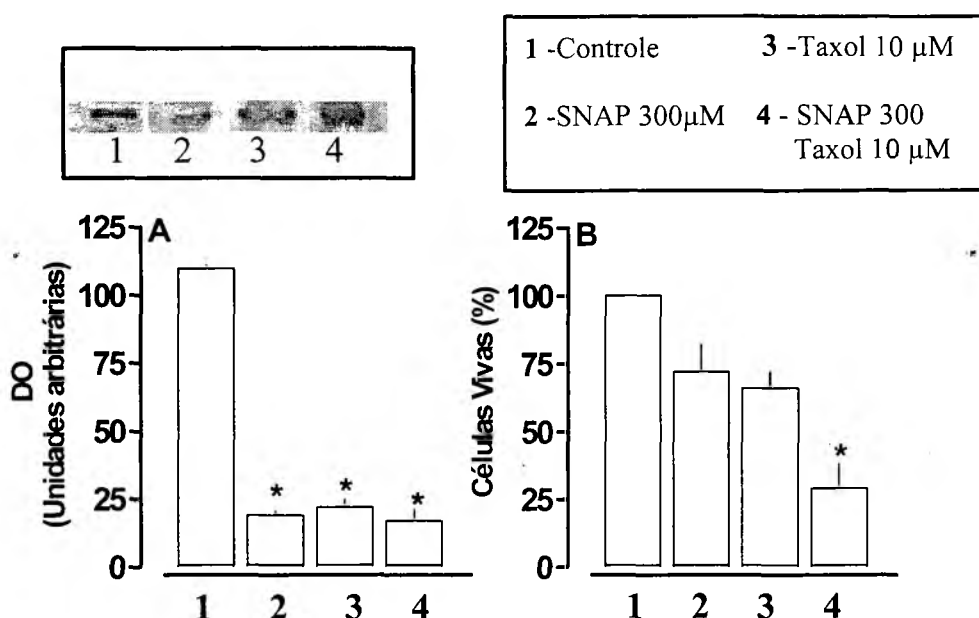 1 2 3 4
1 -Controle
3 -Taxol 10 µM
2 -SNAP 300µM
4 - SNAP 300
Taxol 10 µM
A
DO
(Unidades arbitrárias)
125
100
75
50
25
0
* * *
1 2 3 4
B
Células Vivas (%)
125
100
75
50
25
0
*
1 2 3 4